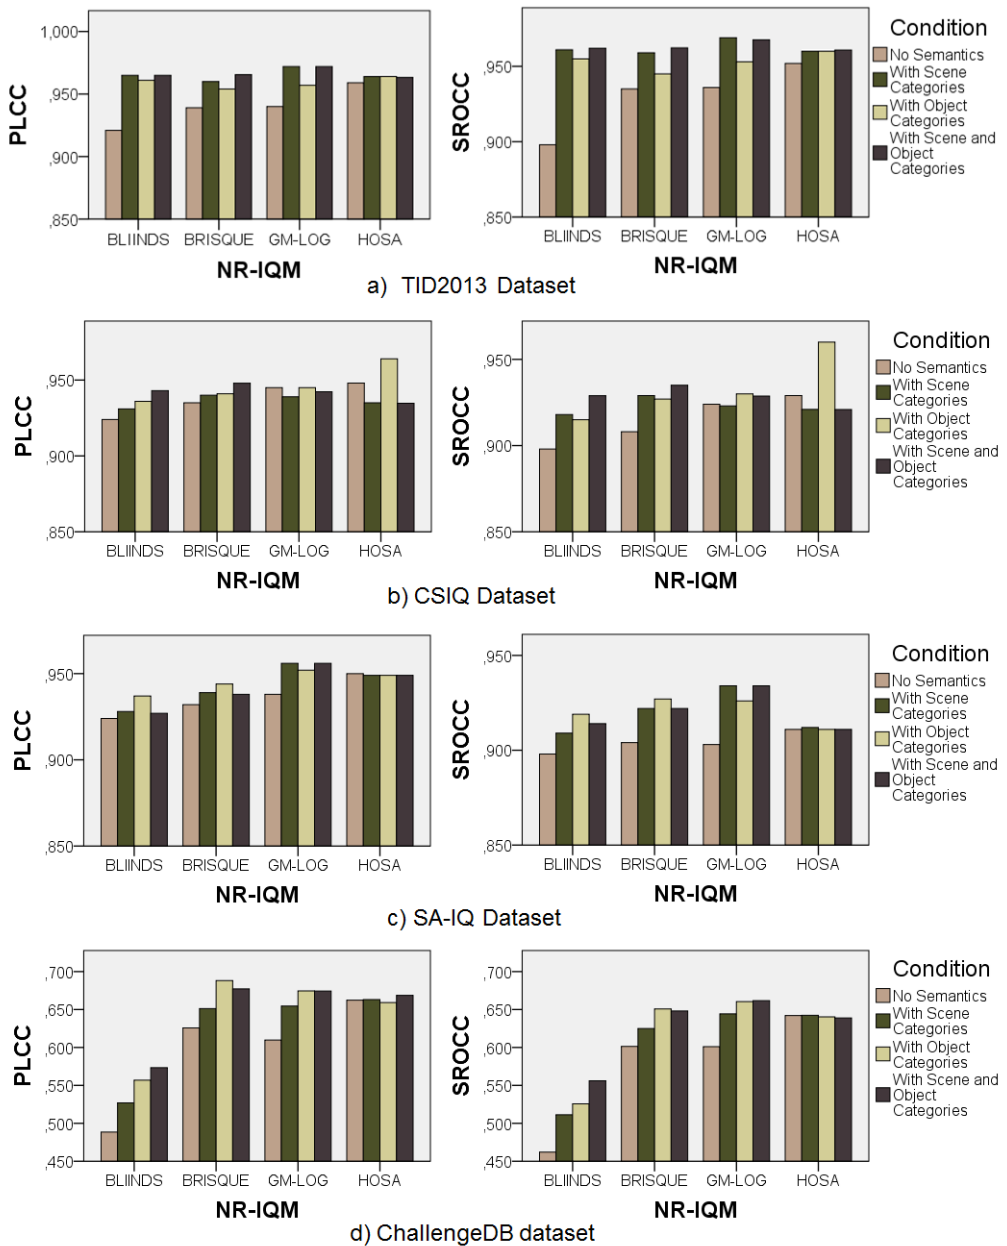 1,000
,950
,900
,850
PLCC
BLIINDS BRISQUE GM-LOG HOSA
NR-IQM
,950
,900
,850
SROCC
BLIINDS BRISQUE GM-LOG HOSA
NR-IQM
Condition
No Semantics
With Scene
Categories
With Object
Categories
With Scene and
Object
Categories
a) TID2013 Dataset
,950
,900
,850
PLCC
BLIINDS BRISQUE GM-LOG HOSA
NR-IQM
,950
,900
,850
SROCC
BLIINDS BRISQUE GM-LOG HOSA
NR-IQM
Condition
No Semantics
With Scene
Categories
With Object
Categories
With Scene and
Object
Categories
b) CSIQ Dataset
,950
,900
,850
PLCC
BLIINDS BRISQUE GM-LOG HOSA
NR-IQM
,950
,900
,850
SROCC
BLIINDS BRISQUE GM-LOG HOSA
NR-IQM
Condition
No Semantics
With Scene
Categories
With Object
Categories
With Scene and
Object
Categories
c) SA-IQ Dataset
,700
,650
,600
,550
,500
,450
PLCC
BLIINDS BRISQUE GM-LOG HOSA
NR-IQM
,700
,650
,600
,550
,500
,450
SROCC
BLIINDS BRISQUE GM-LOG HOSA
NR-IQM
Condition
No Semantics
With Scene
Categories
With Object
Categories
With Scene and
Object
Categories
d) ChallengeDB dataset